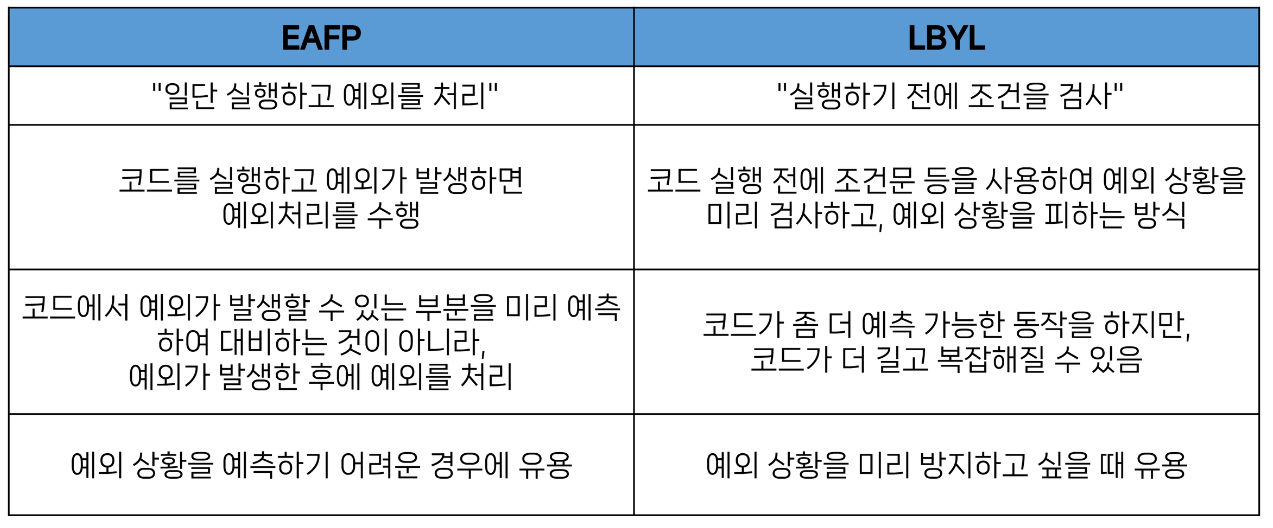 EAFP
LBYL
"일단 실행하고 예외를 처리"
"실행하기 전에 조건을 검사"
코드를 실행하고 예외가 발생하면
예외처리를 수행
코드 실행 전에 조건문 등을 사용하여 예외 상황을
미리 검사하고, 예외 상황을 피하는 방식
코드에서 예외가 발생할 수 있는 부분을 미리 예측
하여 대비하는 것이 아니라,
예외가 발생한 후에 예외를 처리
코드가 좀 더 예측 가능한 동작을 하지만,
코드가 더 길고 복잡해질 수 있음
예외 상황을 예측하기 어려운 경우에 유용
예외 상황을 미리 방지하고 싶을 때 유용